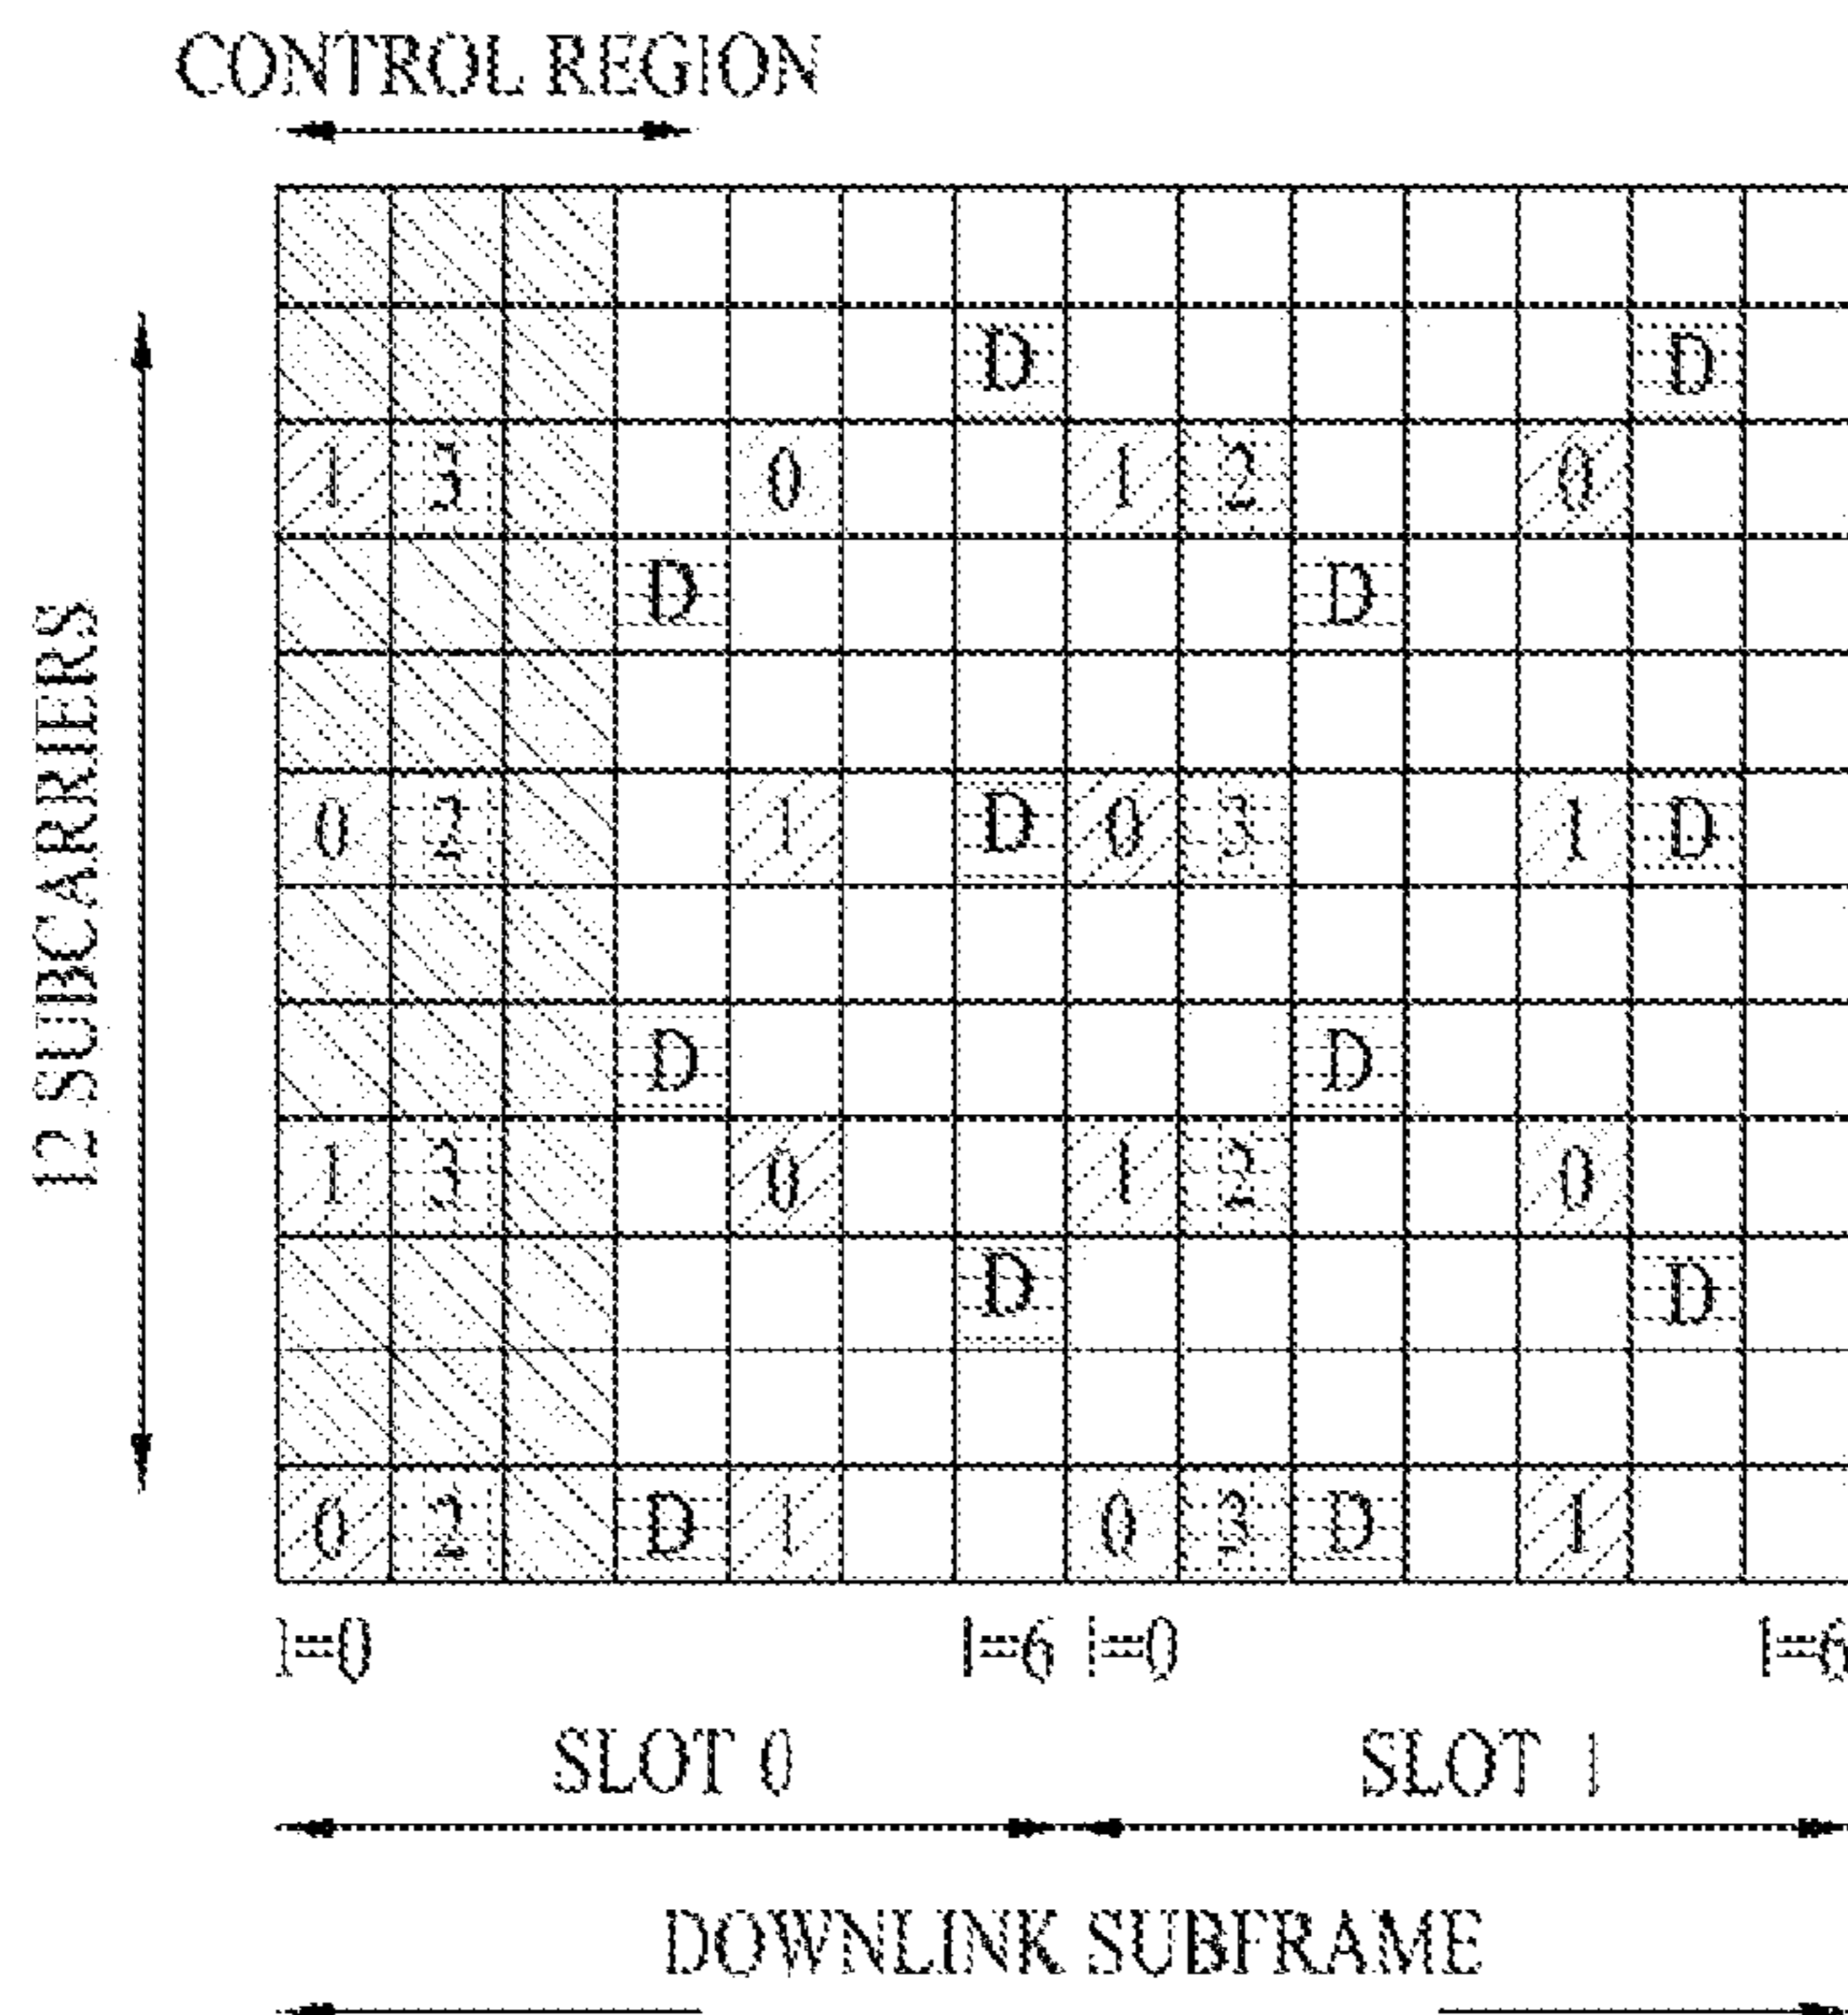 CONTROL REGION
12 SUBCARRIERS
D D
1 3 0 1 2 0
D D
0 2 1 D 0 3 1 D
D D
1 3 0 1 2 0
D D
0 2 D 1 0 3 D 1
l=0 l=6 l=0 l=6
SLOT 0 SLOT 1
DOWNLINK SUBFRAME